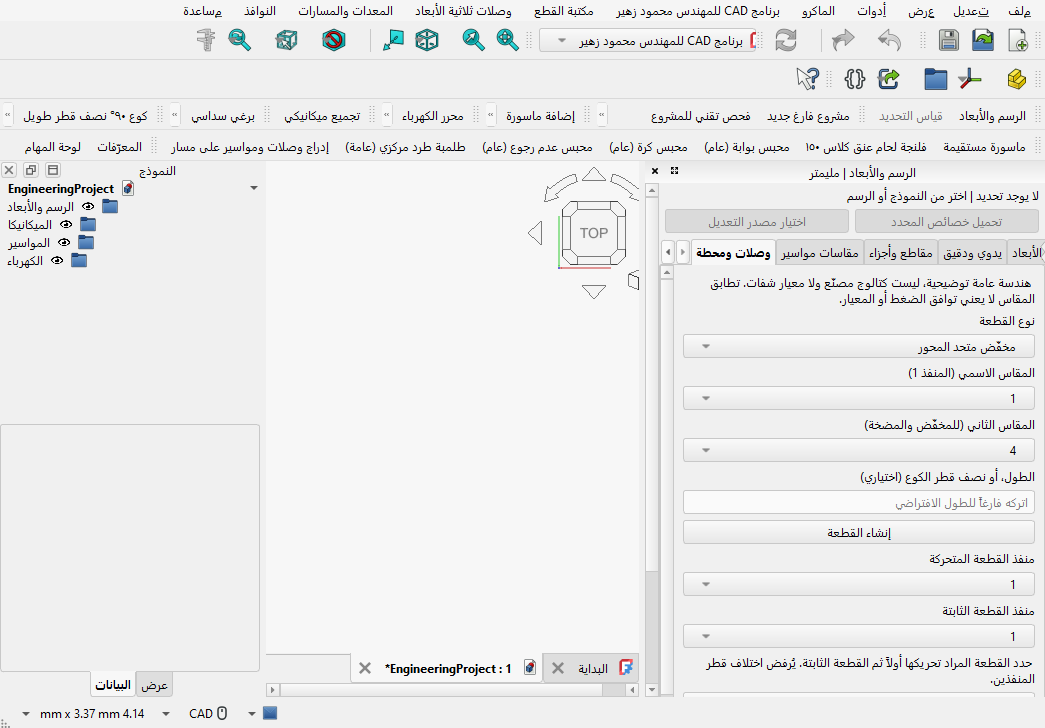 ملف تعديل عرض أدوات الماكرو برنامج CAD للمهندس محمود زهير مكتبة القطع وصلات ثلاثية الأبعاد المعدات والمسارات النوافذ مساعدة
برنامج CAD للمهندس محمود زهير
الرسم والأبعاد قياس التحديد مشروع فارغ جديد فحص تقني للمشروع إضافة ماسورة محرر الكهرباء تجميع ميكانيكي برغي سداسي كوع ٩٠° نصف قطر طويل
ماسورة مستقيمة فلنجة لحام عنق كلاس ١٥٠ محبس بوابة (عام) محبس كرة (عام) محبس عدم رجوع (عام) طلمبة طرد مركزي (عامة) إدراج وصلات ومواسير على مسار المعرّفات لوحة المهام
الرسم والأبعاد | مليمتر
لا يوجد تحديد | اختر من النموذج أو الرسم
تحميل خصائص المحدد اختيار مصدر التعديل
الأبعاد يدوي ودقيق مقاطع وأجزاء مقاسات مواسير وصلات ومحطة
هندسة عامة توضيحية، ليست كتالوج مصنّع ولا معيار شفات. تطابق
المقاس لا يعني توافق الضغط أو المعيار.
نوع القطعة
مخفّض متحد المحور
المقاس الاسمي (المنفذ 1)
1
المقاس الثاني (للمخفّض والمضخة)
4
الطول، أو نصف قطر الكوع (اختياري)
اتركه فارغاً للطول الافتراضي
إنشاء القطعة
منفذ القطعة المتحركة
1
منفذ القطعة الثابتة
1
حدد القطعة المراد تحريكها أولاً ثم القطعة الثابتة. يُرفض اختلاف قطر
المنفذين.
TOP
البداية
EngineeringProject : 1*
النموذج
EngineeringProject
الرسم والأبعاد
الميكانيكا
المواسير
الكهرباء
عرض البيانات
CAD
mm x 3.37 mm 4.14